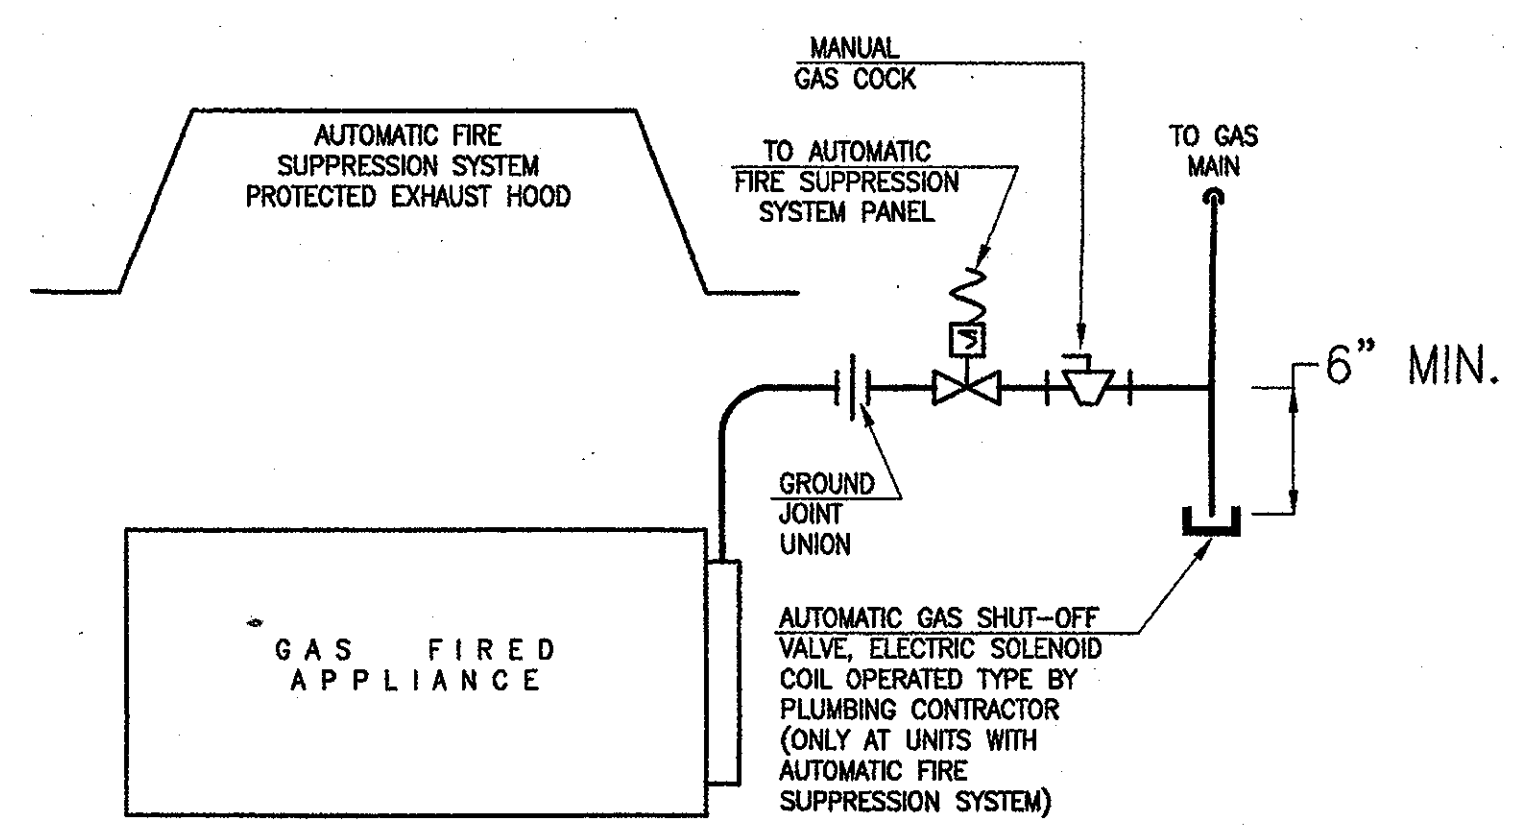 MANUAL
GAS COCK
AUTOMATIC FIRE
SUPPRESSION SYSTEM
PROTECTED EXHAUST HOOD
TO AUTOMATIC
FIRE SUPPRESSION
SYSTEM PANEL
TO GAS
MAIN
6" MIN.
GROUND
JOINT
UNION
GAS FIRED
APPLIANCE
AUTOMATIC GAS SHUT-OFF
VALVE, ELECTRIC SOLENOID
COIL OPERATED TYPE BY
PLUMBING CONTRACTOR
(ONLY AT UNITS WITH
AUTOMATIC FIRE
SUPPRESSION SYSTEM)